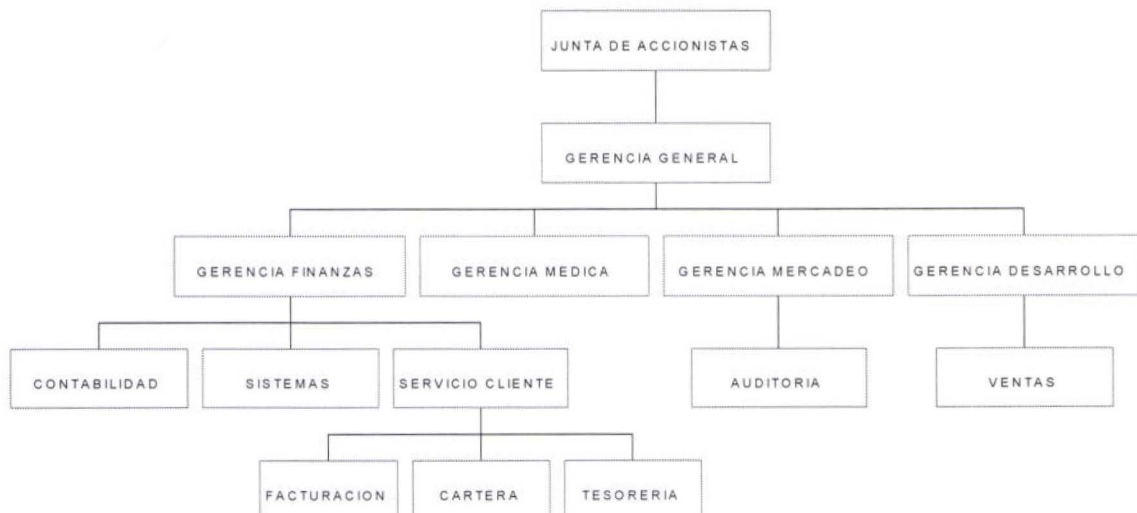 JUNTA DE ACCIONISTAS
GERENCIA GENERAL
GERENCIA FINANZAS
GERENCIA MEDICA
GERENCIA MERCADEO
GERENCIA DESARROLLO
CONTABILIDAD
SISTEMAS
SERVICIO CLIENTE
AUDITORIA
VENTAS
FACTURACION
CARTERA
TESORERIA